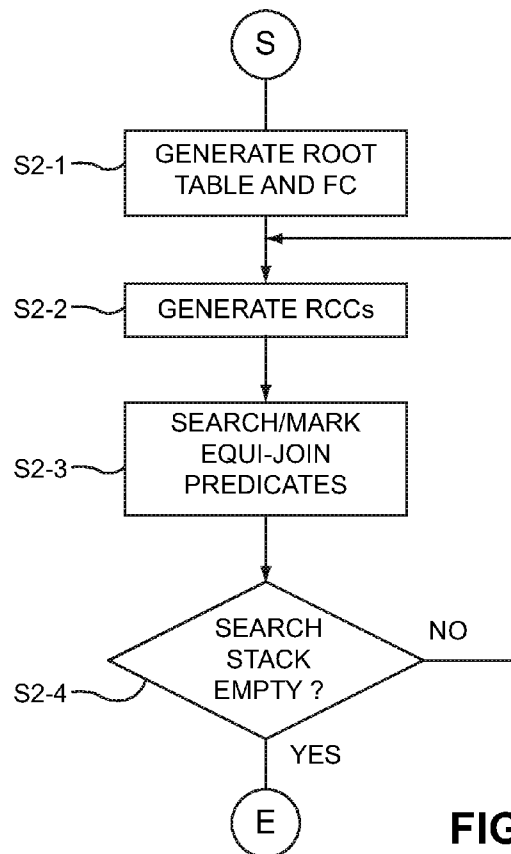 S
S2-1
GENERATE ROOT
TABLE AND FC
S2-2
GENERATE RCCs
S2-3
SEARCH/MARK
EQUI-JOIN
PREDICATES
S2-4
SEARCH
STACK
EMPTY ?
NO
YES
E
FIG